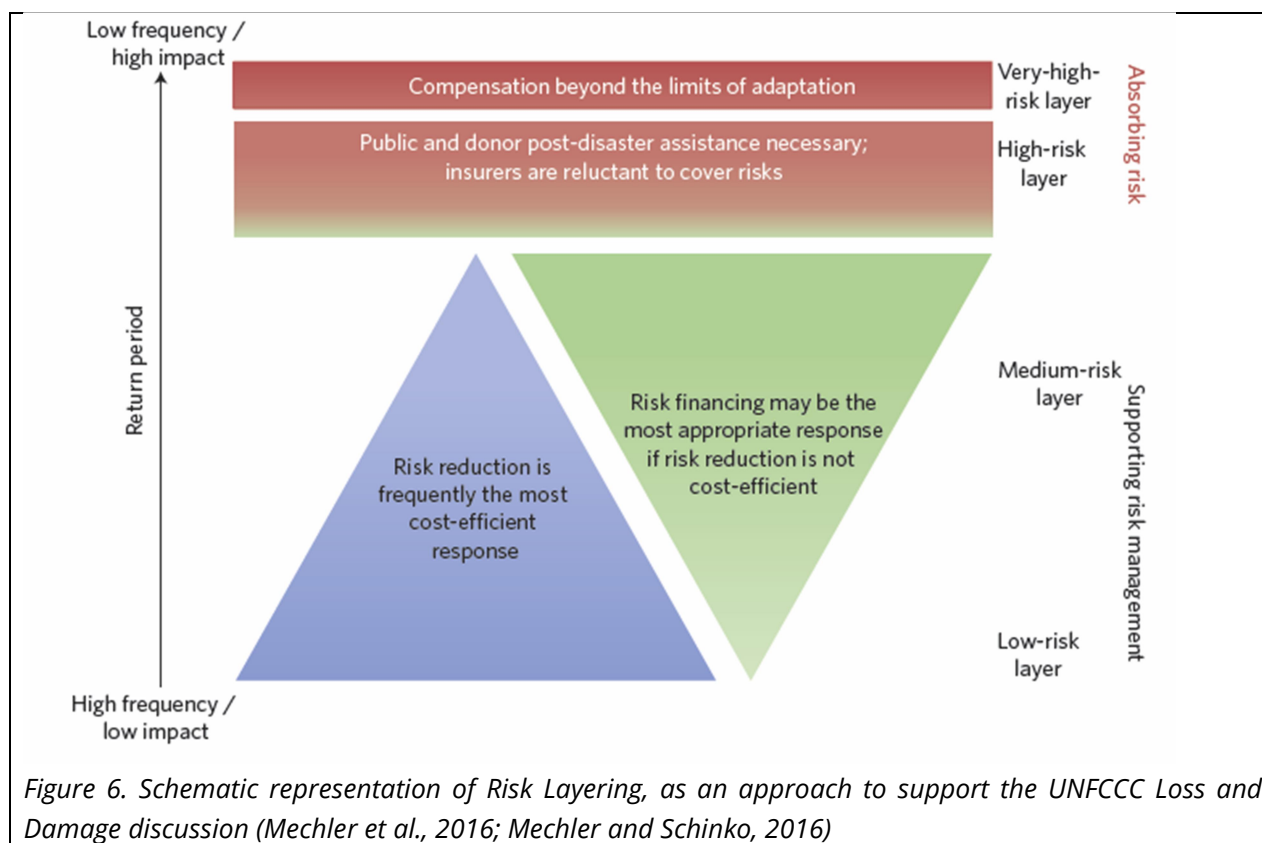 Low frequency /
high impact
Compensation beyond the limits of adaptation
Very-high-
risk layer
Public and donor post-disaster assistance necessary;
insurers are reluctant to cover risks
High-risk
layer
Absorbing risk
Return period
Risk reduction is
frequently the most
cost-efficient
response
Risk financing may be the
most appropriate response
if risk reduction is not
cost-efficient
Medium-risk
layer
Low-risk
layer
Supporting risk management
High frequency /
low impact
Figure 6. Schematic representation of Risk Layering, as an approach to support the UNFCCC Loss and
Damage discussion (Mechler et al., 2016; Mechler and Schinko, 2016)